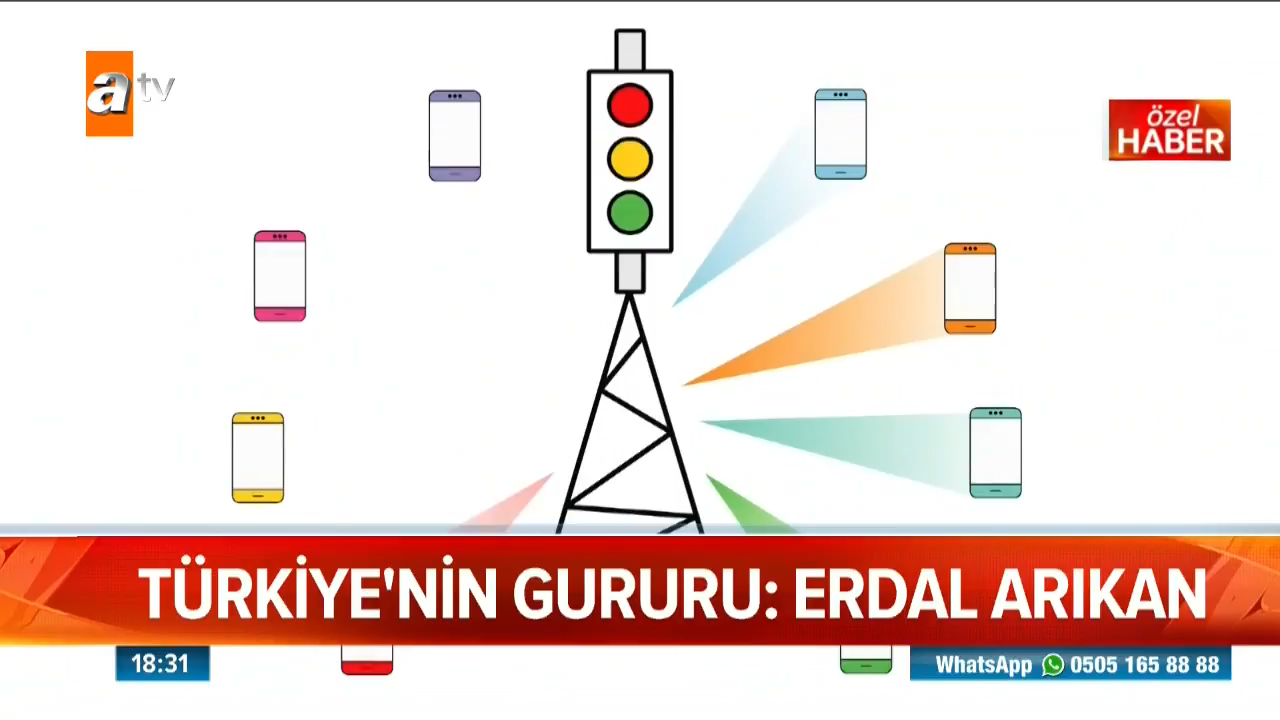 atv
özel
HABER
TÜRKİYE'NİN GURURU: ERDAL ARIKAN
18:31
WhatsApp 0505 165 88 88